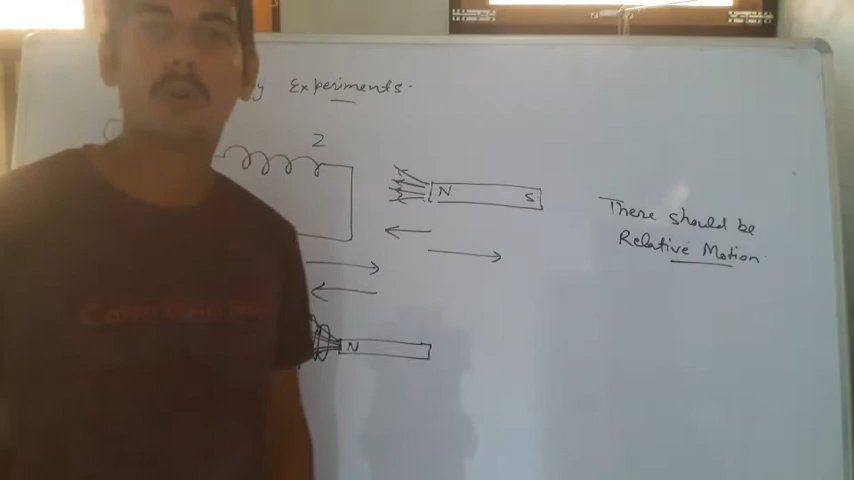 y Experiments.
2
N S
There should be
Relative Motion.
N